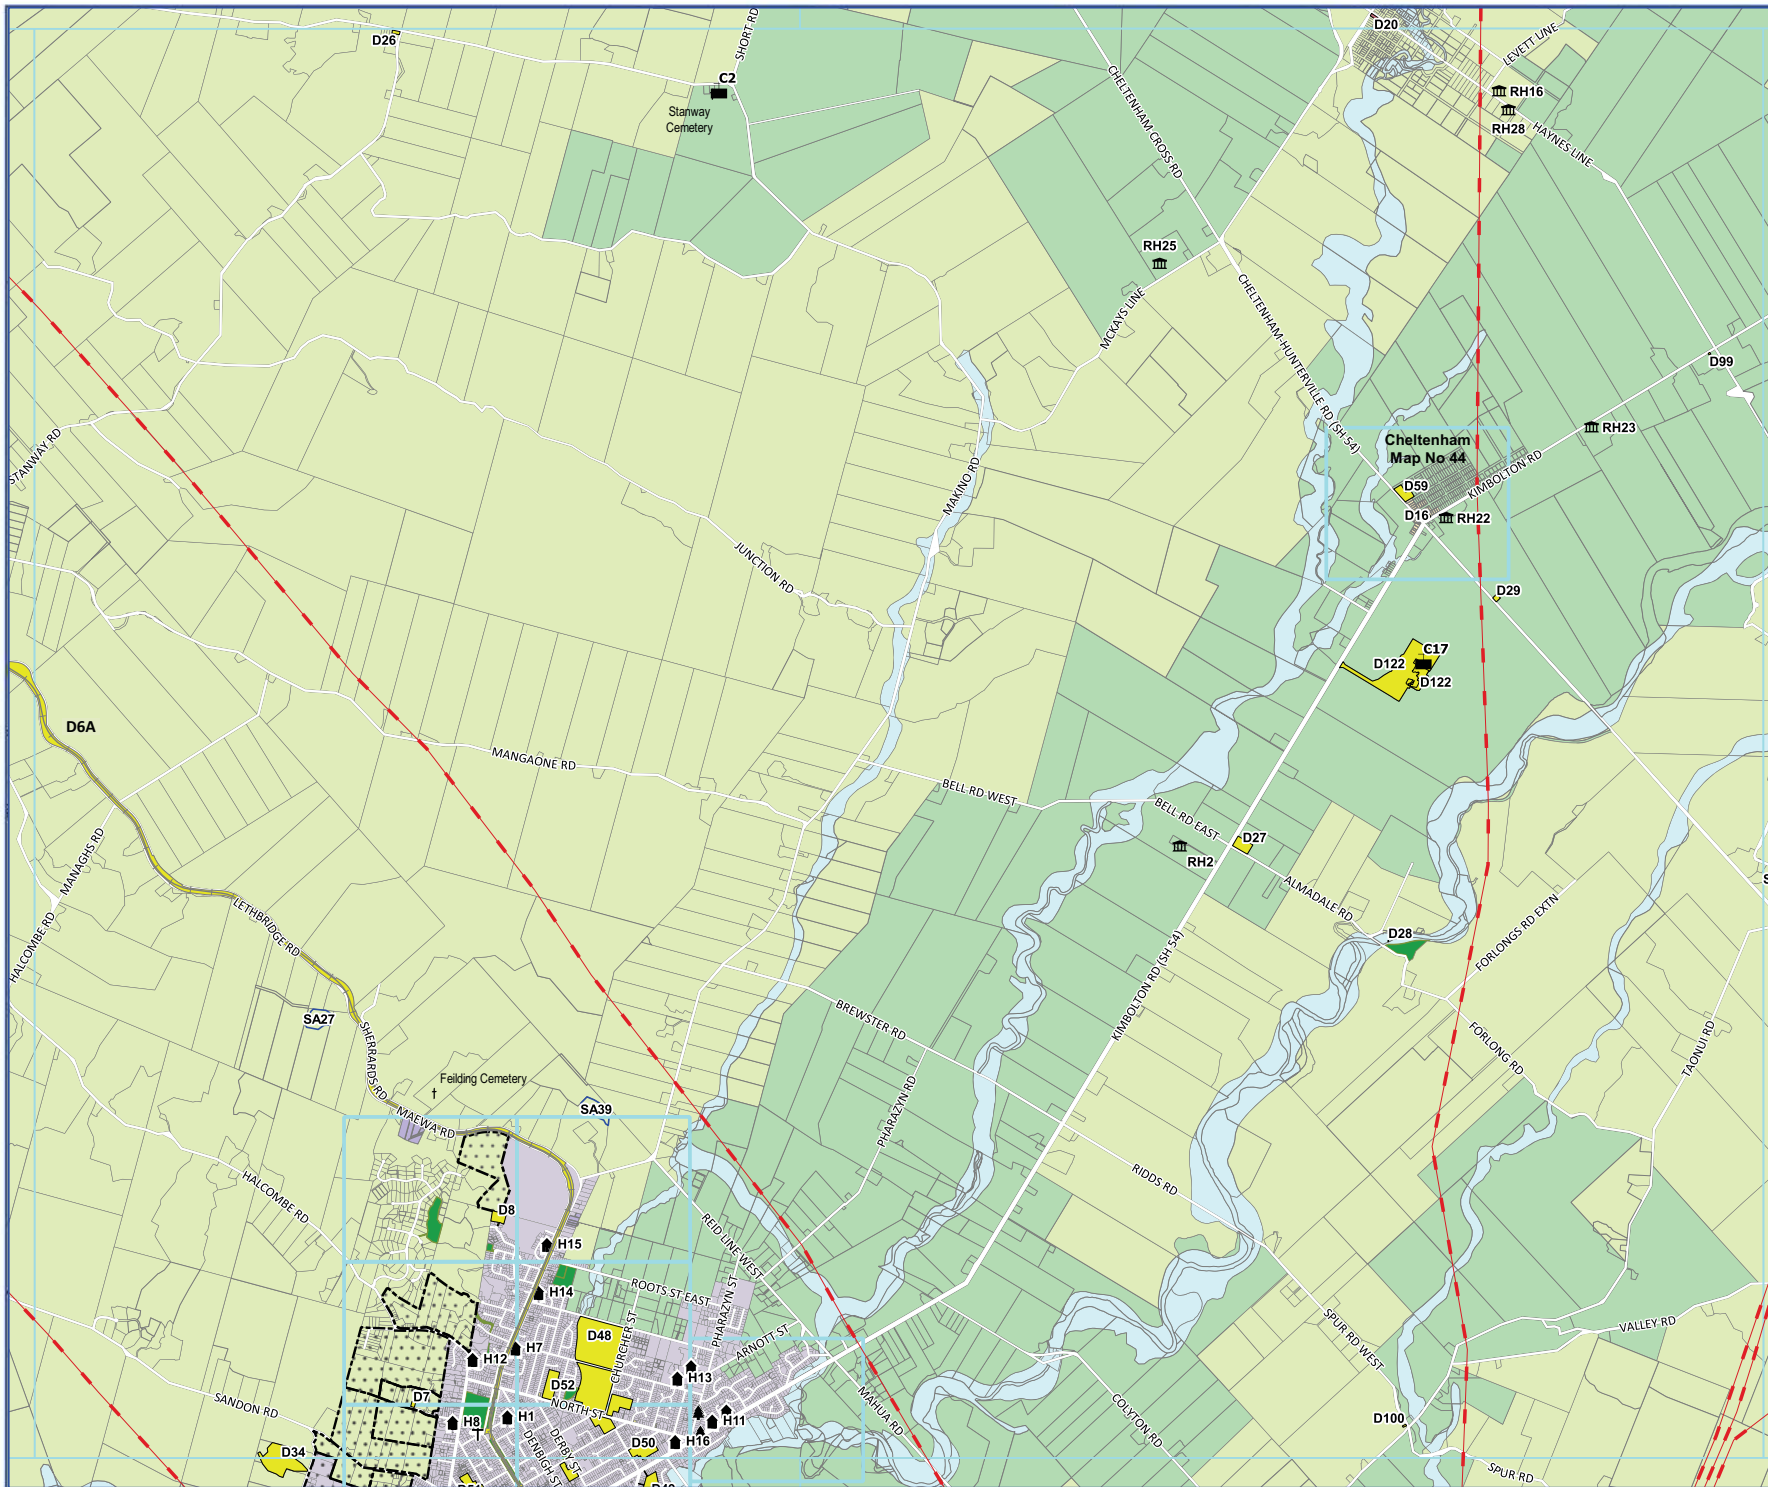 D20
LEVETT LINE
D26
SHORT RD
C2
Stanway
Cemetery
CHELTENHAM CROSS RD
RH16
RH28
HAYNES LINE
RH25
MCKAYS LINE
CHELTENHAM-HUNTERVILLE RD (SH 54)
D99
STANWAY RD
RH23
Cheltenham
Map No 44
KIMBOLTON RD
D59
D16
RH22
MAKINO RD
JUNCTION RD
D29
C17
D122
D122
D6A
MANGAONE RD
BELL RD WEST
BELL RD EAST
D27
RH2
MANAGHS RD
HALCOMBE RD
LETHBRIDGE RD
ALMADALE RD
D28
FORLONGS RD EXTN
KIMBOLTON RD (SH 54)
SA27
BREWSTER RD
SHERRARDS RD
FORLONG RD
TAONUI RD
Feilding Cemetery
SA39
MAEWA RD
PHARAZYN RD
RIDDS RD
HALCOMBE RD
D8
H15
REID LINE WEST
ROOTS ST EAST
H14
PHARAZYN ST
CHURCHER ST
ARNOTT ST
D48
SPUR RD WEST
VALLEY RD
H7
H12
D52
H13
D7
SANDON RD
NORTH ST
MAHUA RD
COLYTON RD
H8
H1
H11
D100
DENBIGH ST
DERBY ST
H16
D50
D34
SPUR RD